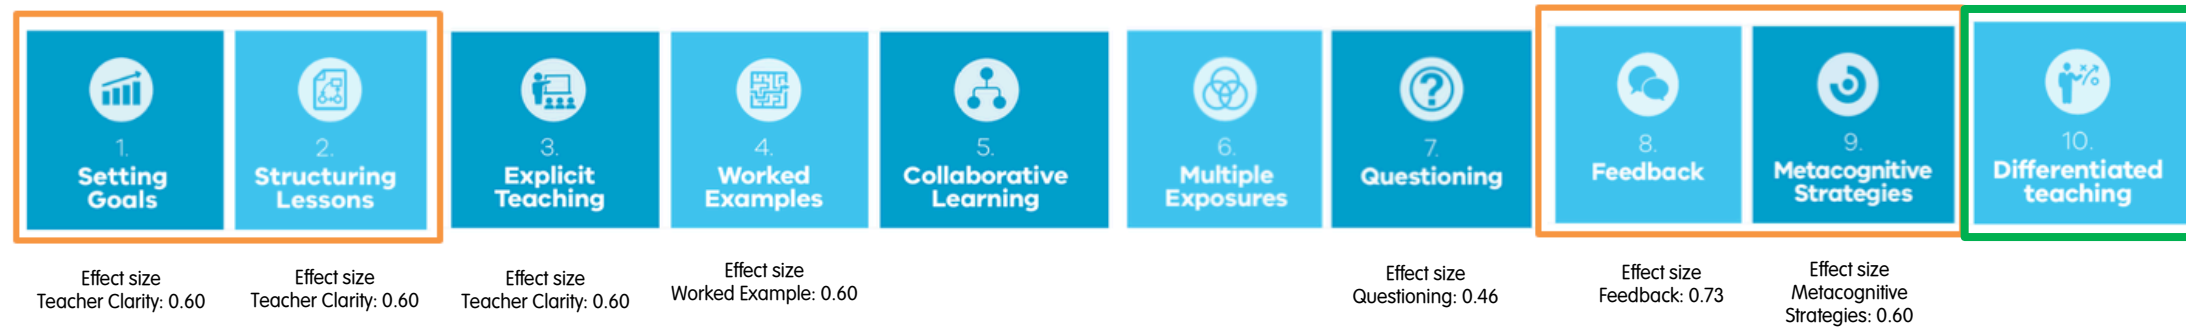 1.
Setting
Goals
2.
Structuring
Lessons
3.
Explicit
Teaching
4.
Worked
Examples
5.
Collaborative
Learning
6.
Multiple
Exposures
7.
Questioning
8.
Feedback
9.
Metacognitive
Strategies
10.
Differentiated
teaching
Effect size
Teacher Clarity: 0.60
Effect size
Teacher Clarity: 0.60
Effect size
Teacher Clarity: 0.60
Effect size
Worked Example: 0.60
Effect size
Questioning: 0.46
Effect size
Feedback: 0.73
Effect size
Metacognitive
Strategies: 0.60